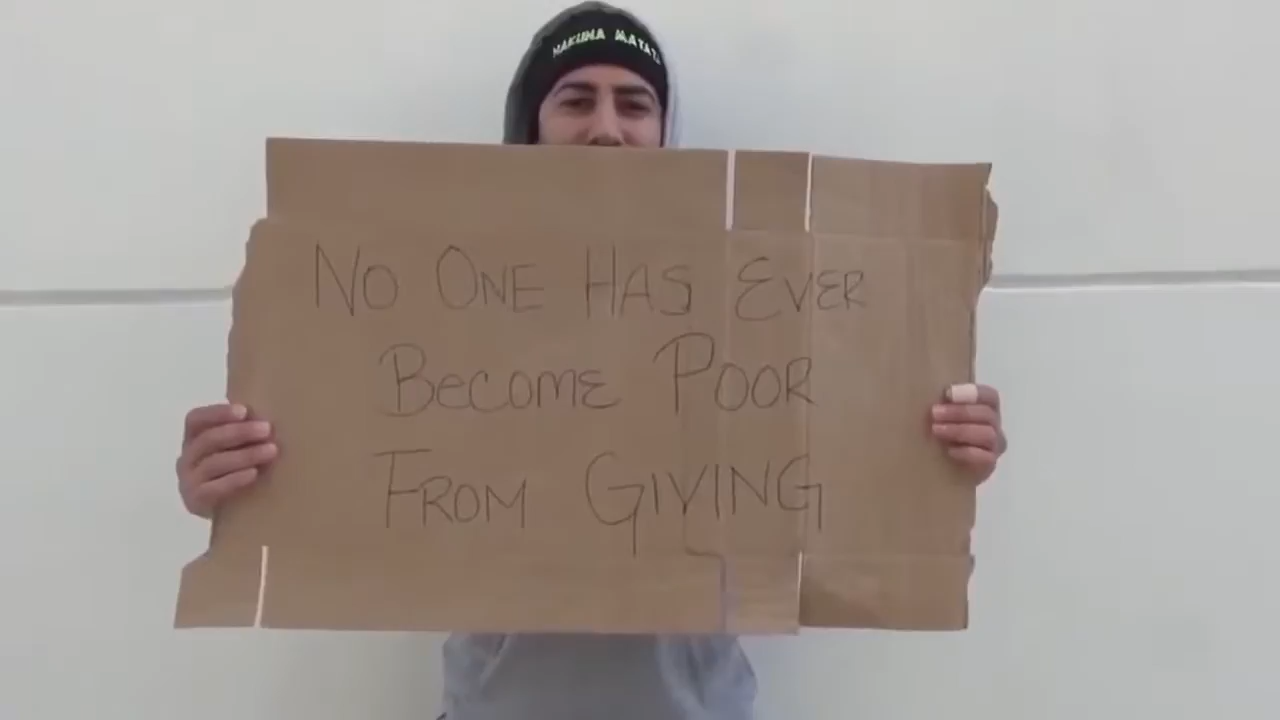 HAKUNA MATATA
No One Has Ever
Become Poor
From Giving